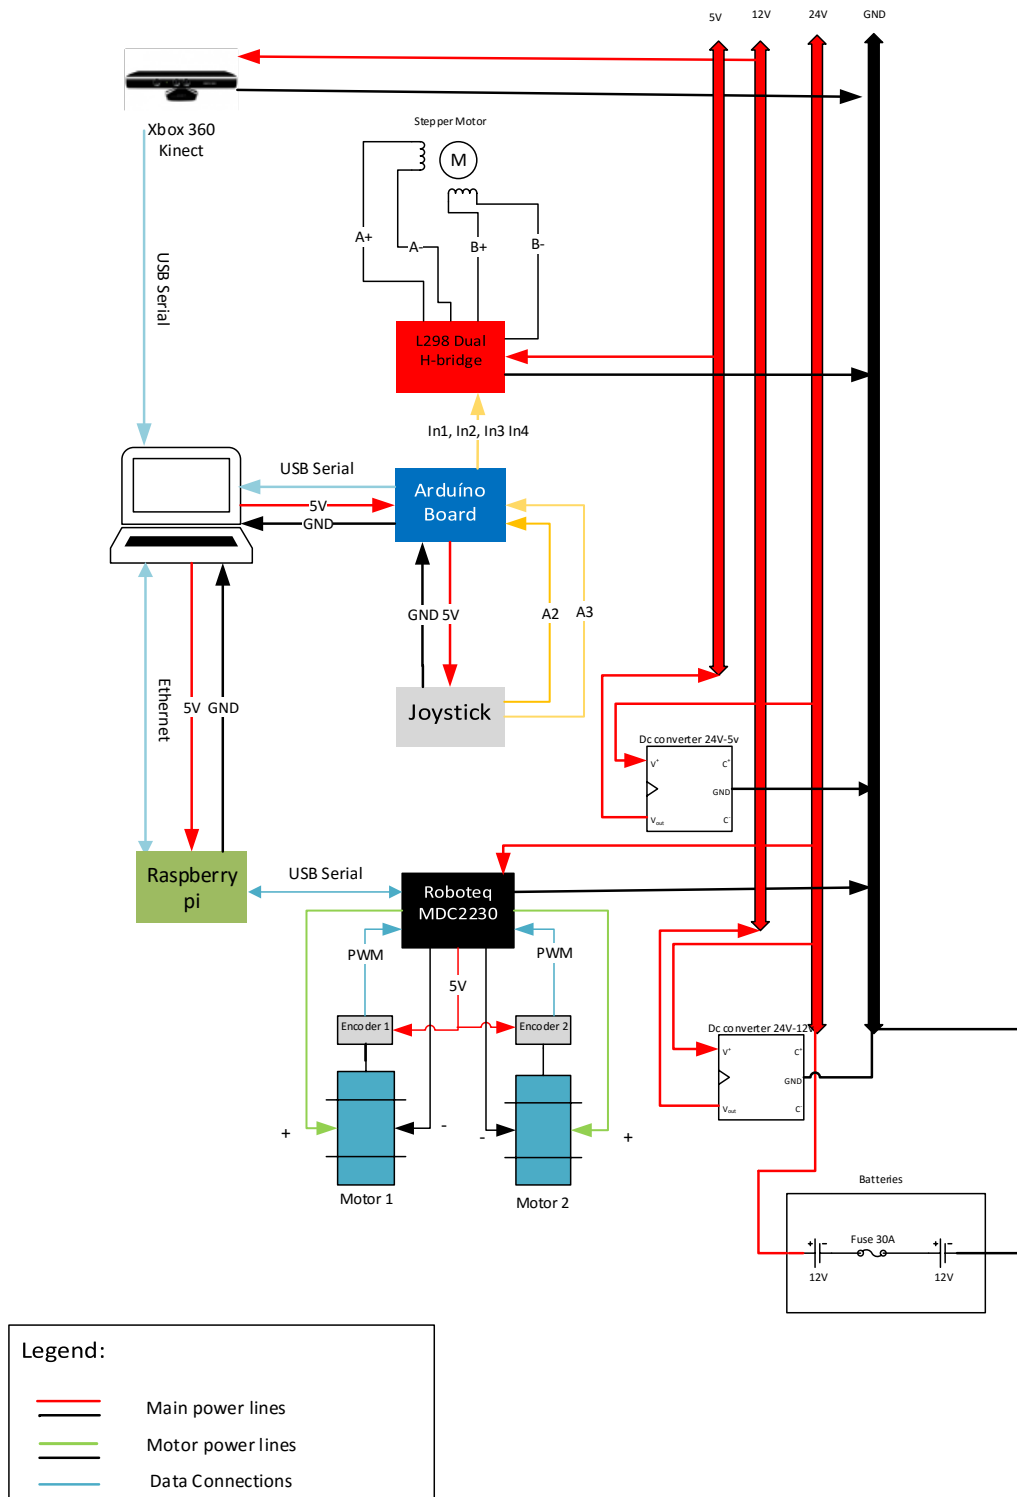 5V
12V
24V
GND
Xbox 360
Kinect
Stepper Motor
M
A+
A-
B+
B-
USB Serial
L298 Dual
H-bridge
In1, In2, In3 In4
USB Serial
5V
GND
Arduíno
Board
GND
5V
A2
A3
Joystick
Ethernet
5V
GND
Dc converter 24V-5v
V+
C+
GND
Vout
C-
Raspberry
pi
USB Serial
Roboteq
MDC2230
PWM
5V
PWM
Encoder 1
Encoder 2
Dc converter 24V-12V
V+
C+
GND
Vout
C-
+
-
-
+
Motor 1
Motor 2
Batteries
+
-
Fuse 30A
+
-
12V
12V
Legend:
Main power lines
Motor power lines
Data Connections